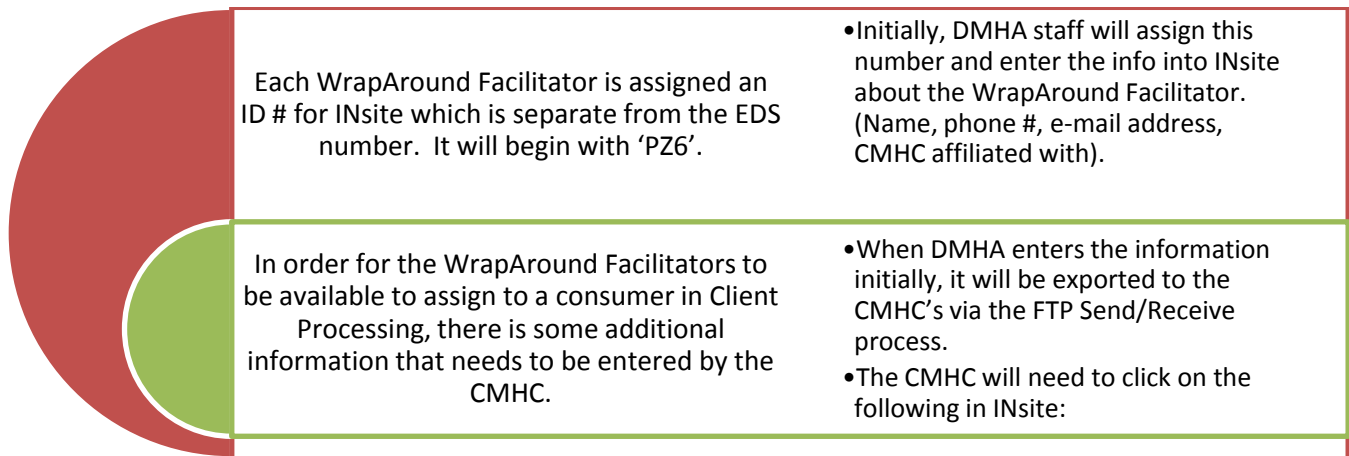 Each WrapAround Facilitator is assigned an
ID # for INsite which is separate from the EDS
number.  It will begin with ‘PZ6’.
•Initially, DMHA staff will assign this
number and enter the info into INsite
about the WrapAround Facilitator.
(Name, phone #, e-mail address,
CMHC affiliated with).
In order for the WrapAround Facilitators to
be available to assign to a consumer in Client
Processing, there is some additional
information that needs to be entered by the
CMHC.
•When DMHA enters the information
initially, it will be exported to the
CMHC’s via the FTP Send/Receive
process.
•The CMHC will need to click on the
following in INsite: